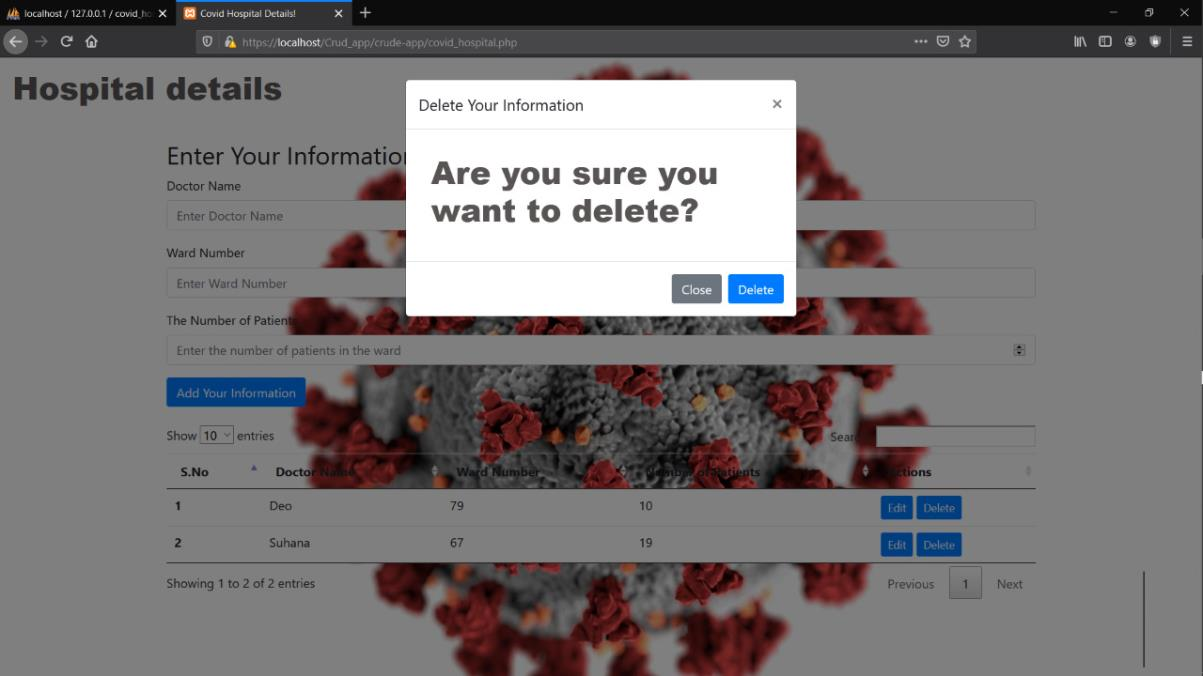 localhost / 127.0.0.1 / covid_ho
Covid Hospital Details!
https://localhost/Crud_app/crude-app/covid_hospital.php
Hospital details
Delete Your Information
Are you sure you
want to delete?
Close Delete
Enter Your Information
Doctor Name
Enter Doctor Name
Ward Number
Enter Ward Number
The Number of Patients
Enter the number of patients in the ward
Add Your Information
Show 10 entries
Search
S.No Doctor Name Ward Number Number of Patients Actions
1 Deo 79 10 Edit Delete
2 Suhana 67 19 Edit Delete
Showing 1 to 2 of 2 entries
Previous 1 Next